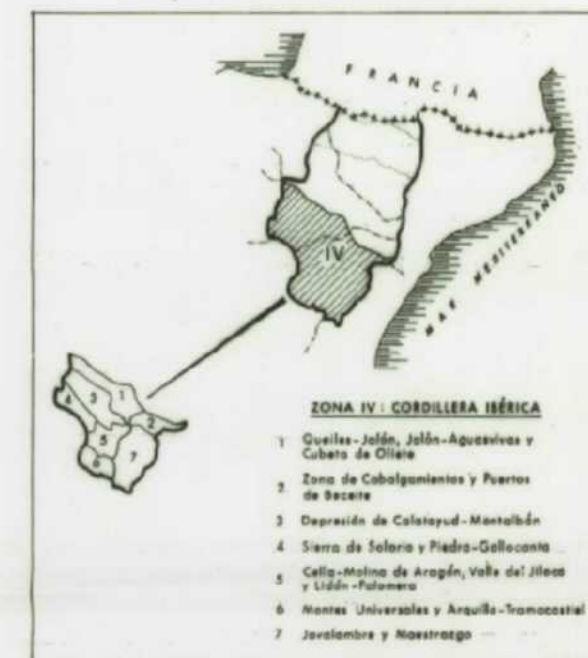 FRANCIA
MAR MEDITERRANEO
IV
1
2
3
4
5
6
7
ZONA IV: CORDILLERA IBÉRICA
1 Queiles-Jalón, Jalón-Aguasvivas y
Cubeta de Oliete
2 Zona de Cabalgamientos y Puertos
de Beceite
3 Depresión de Calatayud-Montalbán
4 Sierra de Solorio y Piedra-Gallocanta
5 Cella-Molina de Aragón, Valle del Jiloca
y Lidón-Palomera
6 Montes Universales y Arquillo-Tramacastiel
7 Javalambre y Maestrazgo